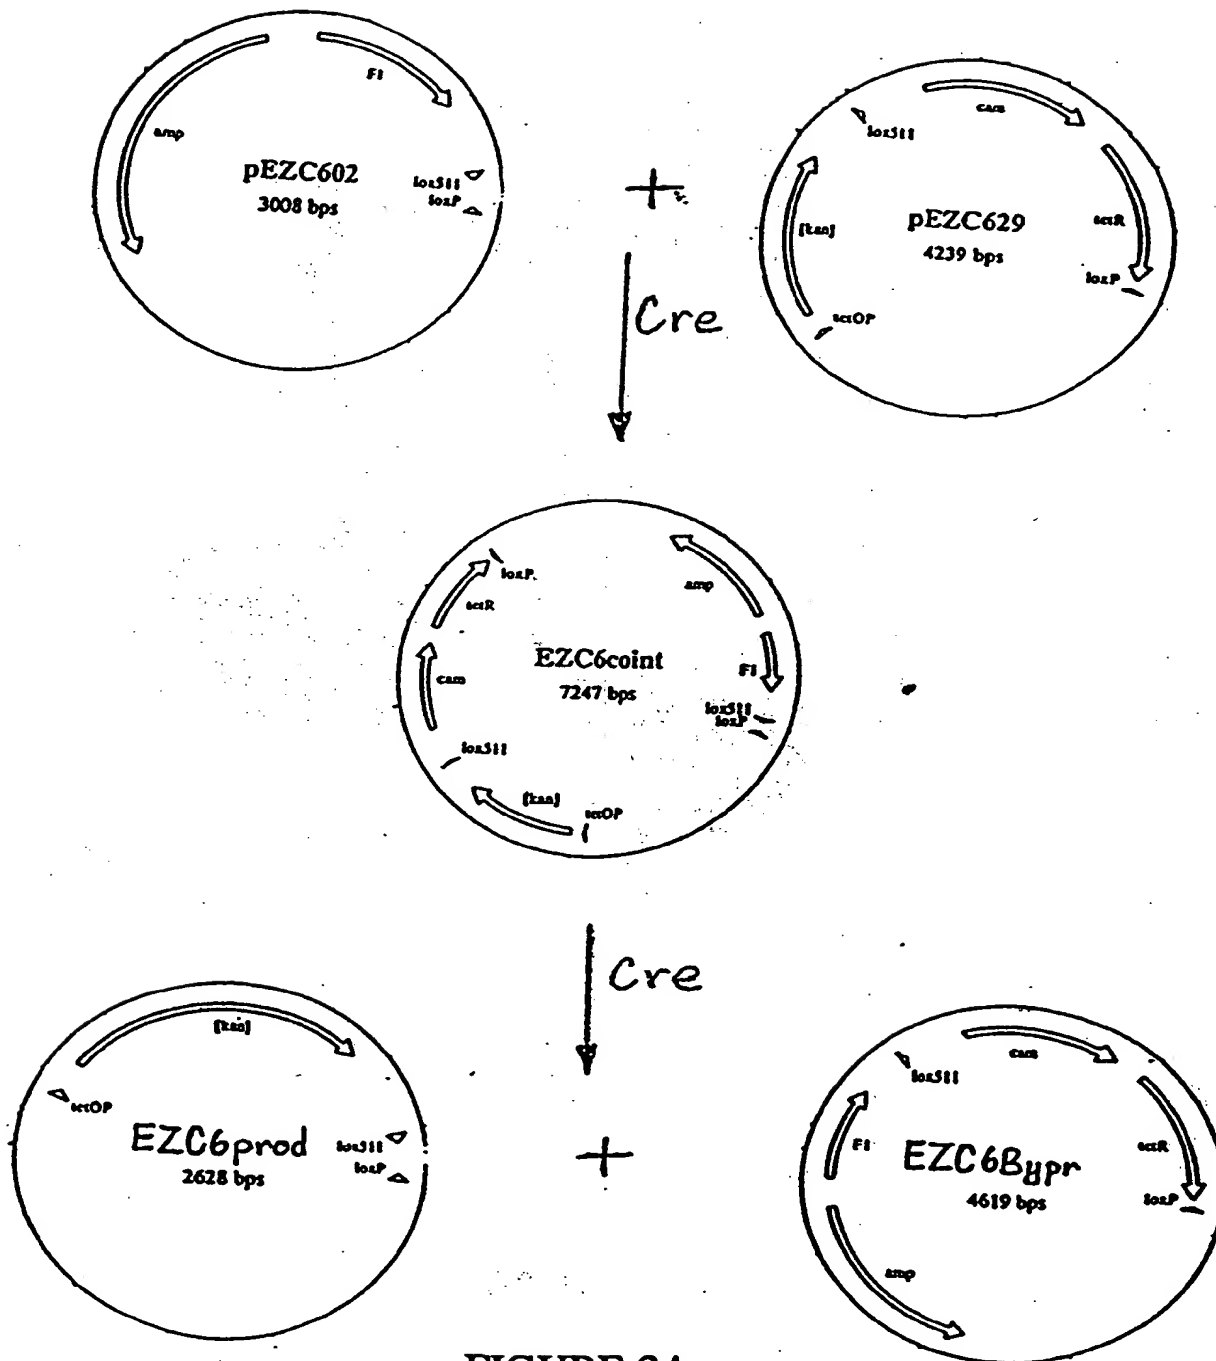 F1
amp
pEZC602
3008 bps
lox511
loxP
+
cam
lox511
[kan]
pEZC629
4239 bps
tetR
loxP
tetOP
Cre
loxP
amp
tetR
EZC6coint
7247 bps
F1
cam
lox511
loxP
lox511
[kan]
tetOP
Cre
[kan]
tetOP
EZC6prod
2628 bps
lox511
loxP
+
cam
lox511
F1
EZC6Bypr
4619 bps
tetR
loxP
amp